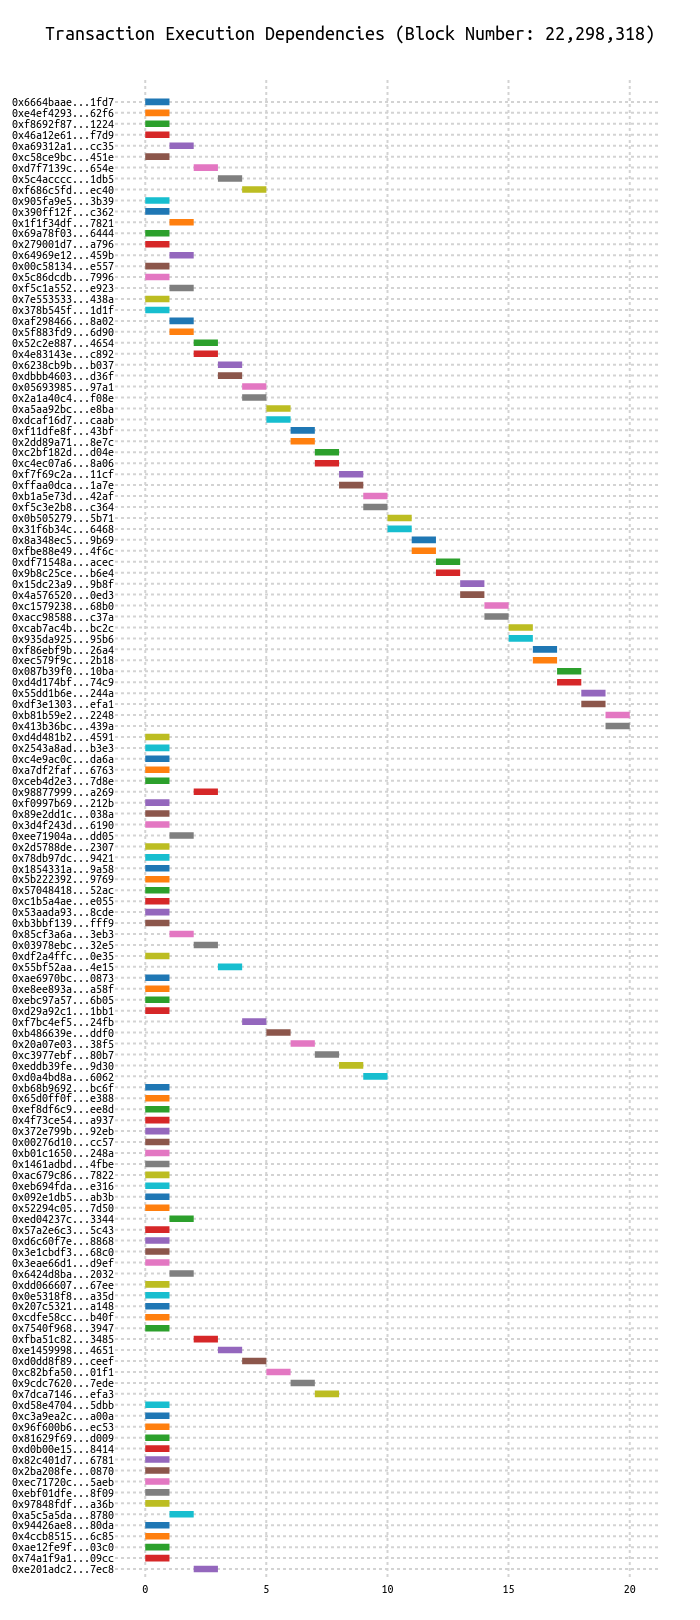 Transaction Execution Dependencies (Block Number: 22,298,318)
0x6664baae...1fd7
0xe4ef4293...62f6
0xf8692f87...1224
0x46a12e61...f7d9
0xa69312a1...cc35
0xc58ce9bc...451e
0xd7f7139c...654e
0x5c4acccc...1db5
0xf686c5fd...ec40
0x905fa9e5...3b39
0x390ff12f...c362
0x1f1f34df...7821
0x69a78f03...6444
0x279001d7...a796
0x64969e12...459b
0x00c58134...e557
0x5c86dcdb...7996
0xf5c1a552...e923
0x7e553533...438a
0x378b545f...1d1f
0xaf298466...8a02
0x5f883fd9...6d90
0x52c2e887...4654
0x4e83143e...c892
0x6238cb9b...b037
0xdbbb4603...d36f
0x05693985...97a1
0x2a1a40c4...f08e
0xa5aa92bc...e8ba
0xdcaf16d7...caab
0xf11dfe8f...43bf
0x2dd89a71...8e7c
0xc2bf182d...d04e
0xc4ec07a6...8a06
0xf7f69c2a...11cf
0xffaa0dca...1a7e
0xb1a5e73d...42af
0xf5c3e2b8...c364
0x0b505279...5b71
0x31f6b34c...6468
0x8a348ec5...9b69
0xfbe88e49...4f6c
0xdf71548a...acec
0x9b8c25ce...b6e4
0x15dc23a9...9b8f
0x4a576520...0ed3
0xc1579238...68b0
0xacc98588...c37a
0xcab7ac4b...bc2c
0x935da925...95b6
0xf86ebf9b...26a4
0xec579f9c...2b18
0x087b39f0...10ba
0xd4d174bf...74c9
0x55dd1b6e...244a
0xdf3e1303...efa1
0xb81b59e2...2248
0x413b36bc...439a
0xd4d481b2...4591
0x2543a8ad...b3e3
0xc4e9ac0c...da6a
0xa7df2faf...6763
0xceb4d2e3...7d8e
0x98877999...a269
0xf0997b69...212b
0x89e2dd1c...038a
0x3d4f243d...6190
0xee71904a...dd05
0x2d5788de...2307
0x78db97dc...9421
0x1854331a...9a58
0x5b222392...9769
0x57048418...52ac
0xc1b5a4ae...e055
0x53aada93...8cde
0xb3bbf139...fff9
0x85cf3a6a...3eb3
0x03978ebc...32e5
0xdf2a4ffc...0e35
0x55bf52aa...4e15
0xae6970bc...0873
0xe8ee893a...a58f
0xebc97a57...6b05
0xd29a92c1...1bb1
0xf7bc4ef5...24fb
0xb486639e...ddf0
0x20a07e03...38f5
0xc3977ebf...80b7
0xeddb39fe...9d30
0xd0a4bd8a...6062
0xb68b9692...bc6f
0x65d0ff0f...e388
0xef8df6c9...ee8d
0x4f73ce54...a937
0x372e799b...92eb
0x00276d10...cc57
0xb01c1650...248a
0x1461adbd...4fbe
0xac679c86...7822
0xeb694fda...e316
0x092e1db5...ab3b
0x52294c05...7d50
0xed04237c...3344
0x57a2e6c3...5c43
0xd6c60f7e...8868
0x3e1cbdf3...68c0
0x3eae66d1...d9ef
0x6424d8ba...2032
0xdd066607...67ee
0x0e5318f8...a35d
0x207c5321...a148
0xcdfe58cc...b40f
0x7540f968...3947
0xfba51c82...3485
0xe1459998...4651
0xd0dd8f89...ceef
0xc82bfa50...01f1
0x9cdc7620...7ede
0x7dca7146...efa3
0xd58e4704...5dbb
0xc3a9ea2c...a00a
0x96f600b6...ec53
0x81629f69...d009
0xd0b00e15...8414
0x82c401d7...6781
0x2ba208fe...0870
0xec71720c...5aeb
0xebf01dfe...8f09
0x97848fdf...a36b
0xa5c5a5da...8780
0x94426ae8...80da
0x4ccb8515...6c85
0xae12fe9f...03c0
0x74a1f9a1...09cc
0xe201adc2...7ec8
0 5 10 15 20